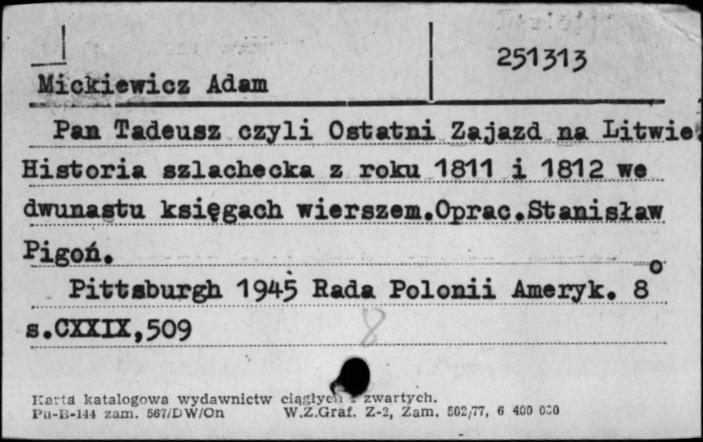 251313
Mickiewicz Adam
Pan Tadeusz czyli Ostatni Zajazd na Litwie.
Historia szlachecka z roku 1811 i 1812 we
dwunastu księgach wierszem.Oprac.Stanisław
Pigoń.
Pittsburgh 1945 Rada Polonii Ameryk. 8°
s.CXXIX,509
8
Karta katalogowa wydawnictw ciągłych i zwartych.
Pu-B-144 zam. 567/DW/On W.Z.Graf. Z-2, Zam. 502/77, 6 400 000